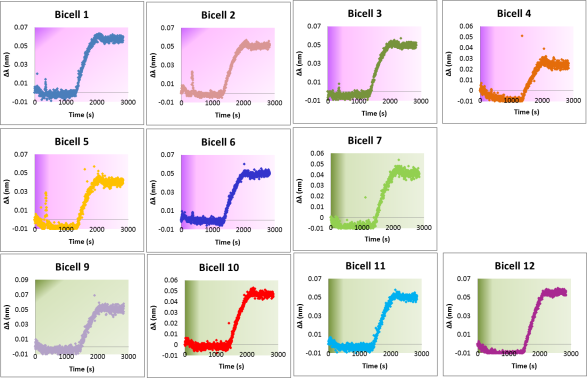 Bicell 1
Δλ (nm)
0.07
0.05
0.03
0.01
-0.01
0 1000 2000 3000
Time (s)
Bicell 2
Δλ (nm)
0.07
0.05
0.03
0.01
-0.01
0 1000 2000 3000
Time (s)
Bicell 3
Δλ (nm)
0.07
0.05
0.03
0.01
-0.01
0 1000 2000 3000
Time (s)
Bicell 4
Δλ (nm)
0.06
0.05
0.04
0.03
0.02
0.01
0
-0.01
0 1000 2000 3000
Time (s)
Bicell 5
Δλ (nm)
0.07
0.05
0.03
0.01
-0.01
0 1000 2000 3000
Time (s)
Bicell 6
Δλ (nm)
0.07
0.05
0.03
0.01
-0.01
0 1000 2000 3000
Time (s)
Bicell 7
Δλ (nm)
0.06
0.05
0.04
0.03
0.02
0.01
0
-0.01
0 1000 2000 3000
Time (s)
Bicell 9
Δλ (nm)
0.09
0.07
0.05
0.03
0.01
-0.01
0 1000 2000 3000
Time (s)
Bicell 10
Δλ (nm)
0.06
0.05
0.04
0.03
0.02
0.01
0
-0.01
0 1000 2000 3000
Time (s)
Bicell 11
Δλ (nm)
0.07
0.05
0.03
0.01
-0.01
0 1000 2000 3000
Time (s)
Bicell 12
Δλ (nm)
0.07
0.05
0.03
0.01
-0.01
0 1000 2000 3000
Time (s)